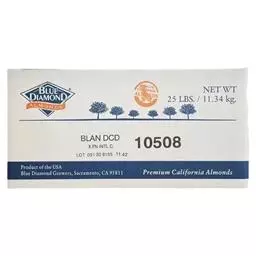 BLUE DIAMOND
ALMONDS
NET WT
25 LBS. / 11.34 kg.
BLAN DCD
10508
Product of the USA
Blue Diamond Growers, Sacramento, CA 95811
Premium California Almonds